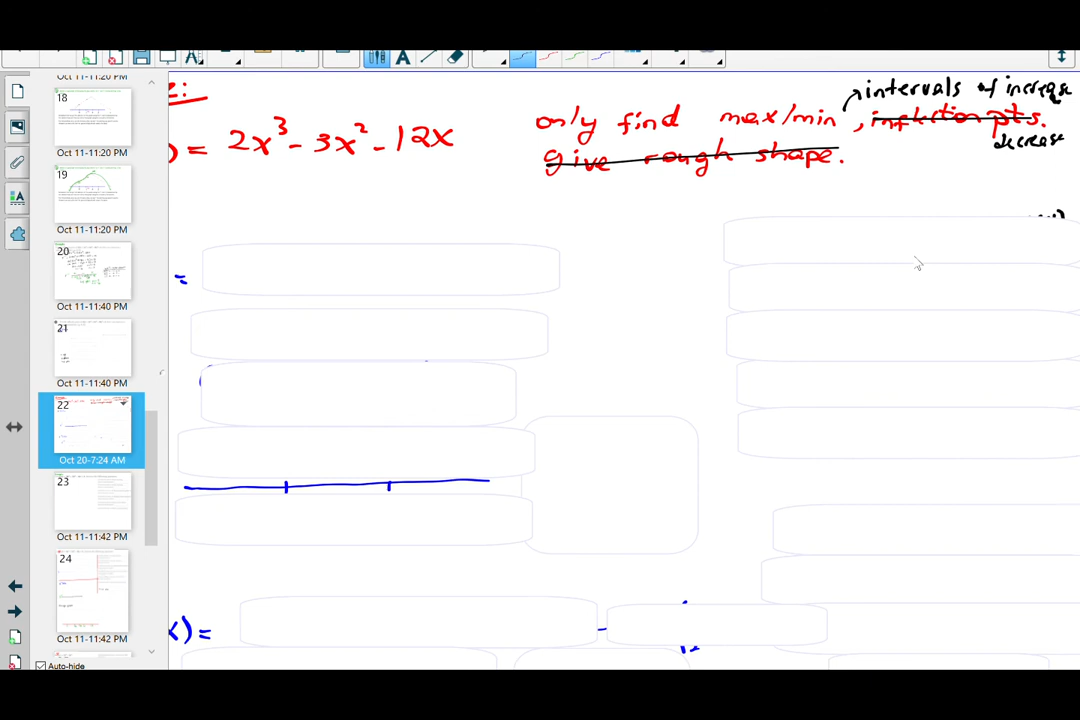 Oct 11-11:20 PM
18
Oct 11-11:20 PM
19
Oct 11-11:20 PM
20
Oct 11-11:40 PM
21
Oct 11-11:40 PM
22
Oct 20-7:24 AM
23
Oct 11-11:42 PM
24
Oct 11-11:42 PM
Auto-hide
2:
) = 2x³ - 3x² - 12x
intervals of increase
only find max/min , inflection pts.
decrease
give rough shape.
=
x) =